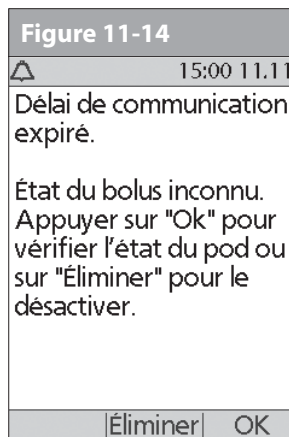 Figure 11-14
15:00 11.11
Délai de communication
expiré.
État du bolus inconnu.
Appuyer sur "Ok" pour
vérifier l'état du pod ou
sur "Éliminer" pour le
désactiver.
Éliminer OK